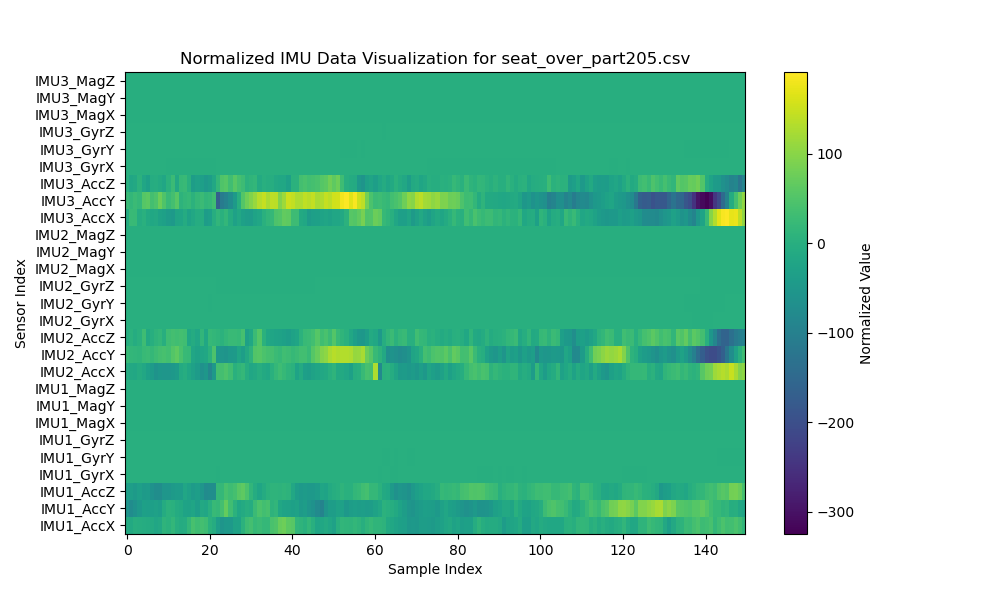 Normalized IMU Data Visualization for seat_over_part205.csv
Sensor Index
IMU3_MagZ
IMU3_MagY
IMU3_MagX
IMU3_GyrZ
IMU3_GyrY
IMU3_GyrX
IMU3_AccZ
IMU3_AccY
IMU3_AccX
IMU2_MagZ
IMU2_MagY
IMU2_MagX
IMU2_GyrZ
IMU2_GyrY
IMU2_GyrX
IMU2_AccZ
IMU2_AccY
IMU2_AccX
IMU1_MagZ
IMU1_MagY
IMU1_MagX
IMU1_GyrZ
IMU1_GyrY
IMU1_GyrX
IMU1_AccZ
IMU1_AccY
IMU1_AccX
0 20 40 60 80 100 120 140
Sample Index
100
0
−100
−200
−300
Normalized Value